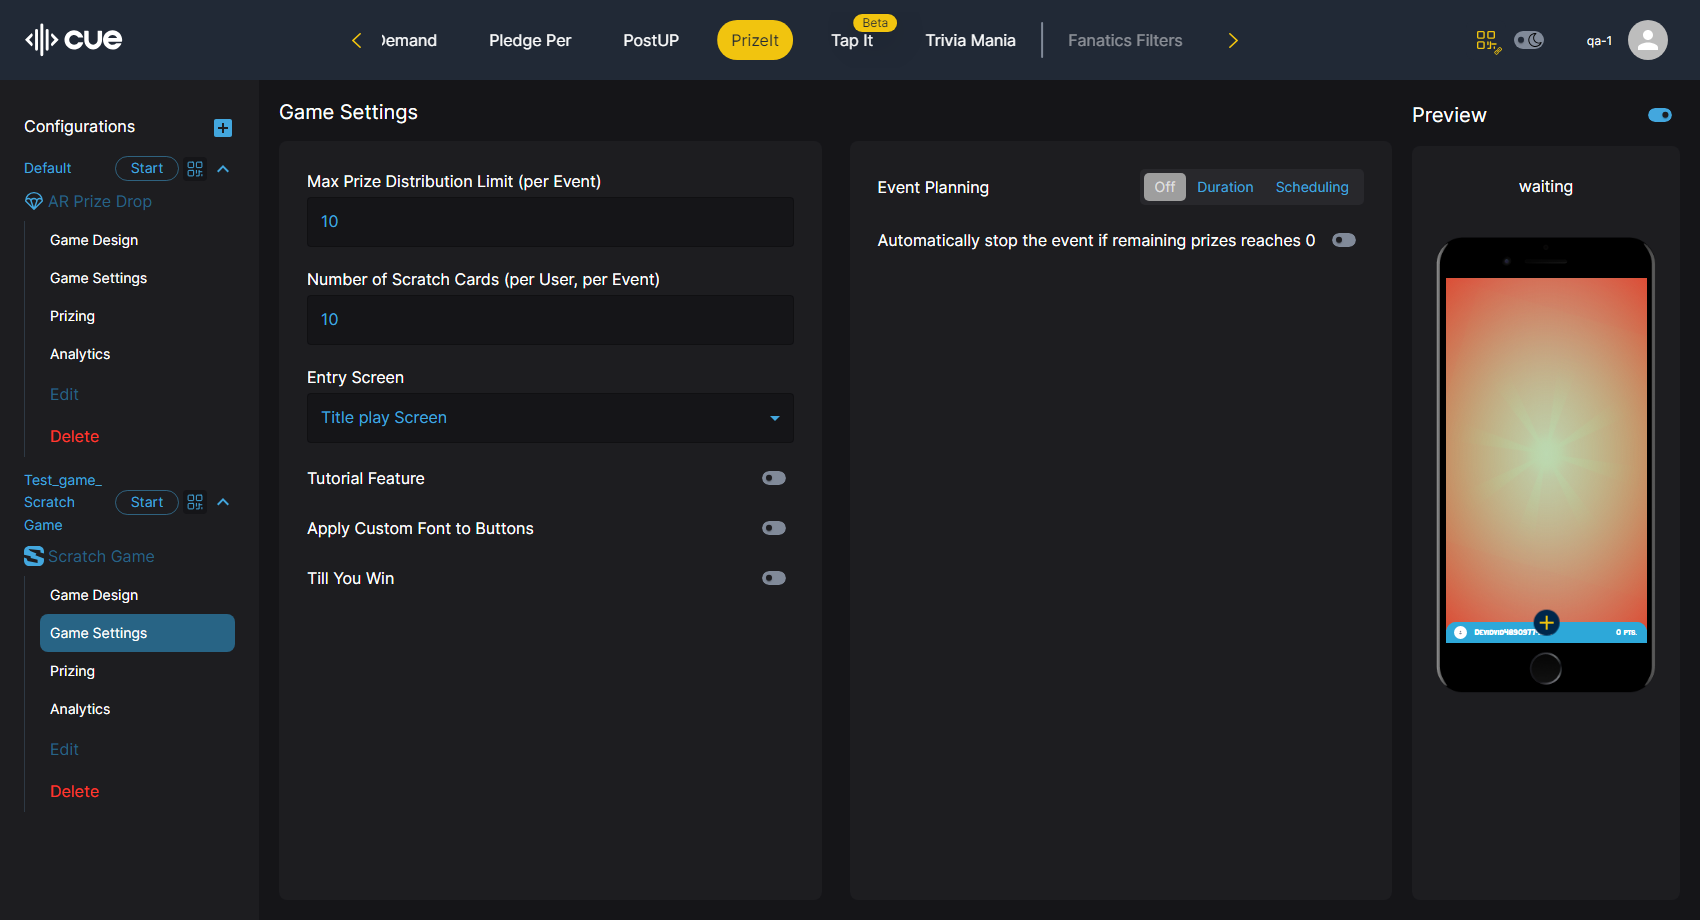 cue
Demand
Pledge Per
PostUP
PrizeIt
Beta
Tap It
Trivia Mania
Fanatics Filters
qa-1
Configurations
Default
Start
AR Prize Drop
Game Design
Game Settings
Prizing
Analytics
Edit
Delete
Test_game_
Scratch
Game
Start
Scratch Game
Game Design
Game Settings
Prizing
Analytics
Edit
Delete
Game Settings
Max Prize Distribution Limit (per Event)
10
Number of Scratch Cards (per User, per Event)
10
Entry Screen
Title play Screen
Tutorial Feature
Apply Custom Font to Buttons
Till You Win
Event Planning
Off
Duration
Scheduling
Automatically stop the event if remaining prizes reaches 0
Preview
waiting
0 PTS.